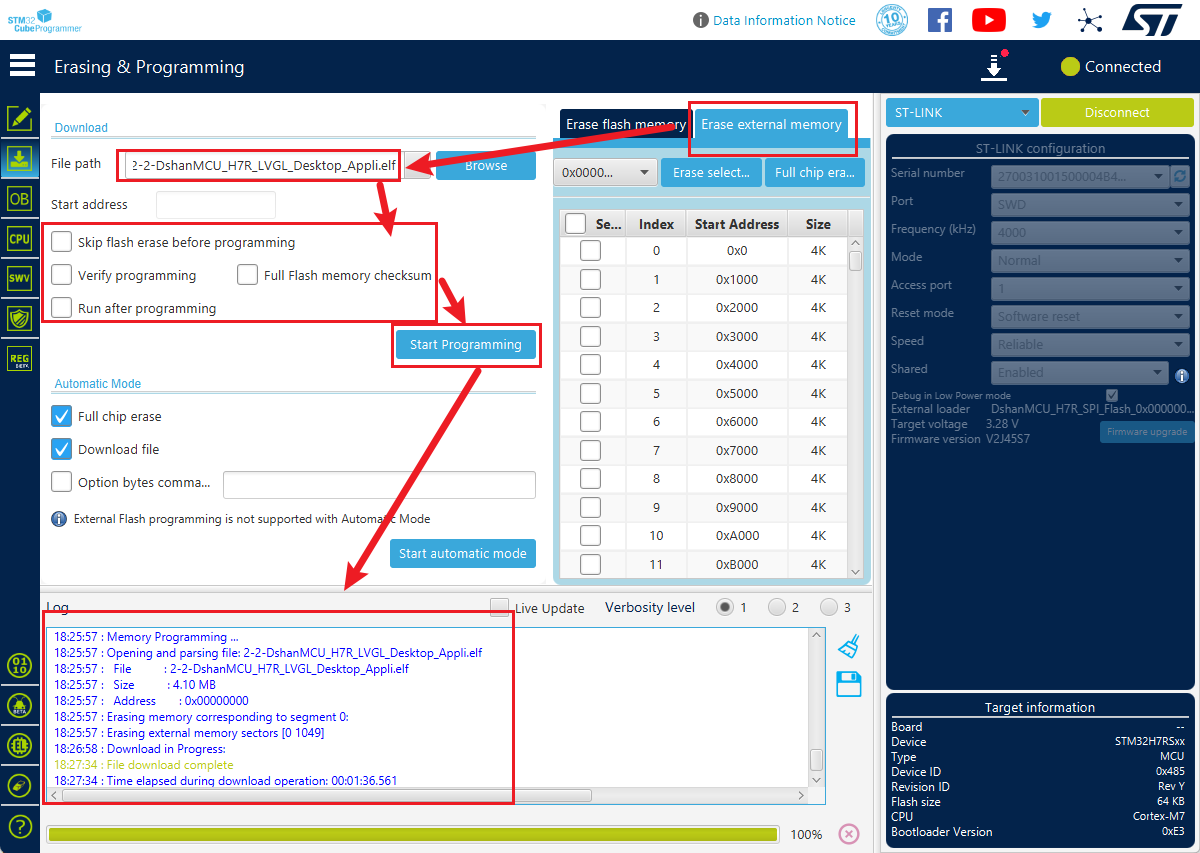 STM32
CubeProgrammer
Data Information Notice
10
Erasing & Programming
Connected
Download
File path
2-2-DshanMCU_H7R_LVGL_Desktop_Appli.elf
Browse
Start address
Skip flash erase before programming
Verify programming
Full Flash memory checksum
Run after programming
Start Programming
Automatic Mode
Full chip erase
Download file
Option bytes comma...
External Flash programming is not supported with Automatic Mode
Start automatic mode
Erase flash memory
Erase external memory
0x0000...
Erase select...
Full chip era...
Se... Index Start Address Size
0 0x0 4K
1 0x1000 4K
2 0x2000 4K
3 0x3000 4K
4 0x4000 4K
5 0x5000 4K
6 0x6000 4K
7 0x7000 4K
8 0x8000 4K
9 0x9000 4K
10 0xA000 4K
11 0xB000 4K
OB
CPU
SWV
REG
BETA
Log
Live Update Verbosity level 1 2 3
18:25:57 : Memory Programming ...
18:25:57 : Opening and parsing file: 2-2-DshanMCU_H7R_LVGL_Desktop_Appli.elf
18:25:57 : File : 2-2-DshanMCU_H7R_LVGL_Desktop_Appli.elf
18:25:57 : Size : 4.10 MB
18:25:57 : Address : 0x00000000
18:25:57 : Erasing memory corresponding to segment 0:
18:25:57 : Erasing external memory sectors [0 1049]
18:26:58 : Download in Progress:
18:27:34 : File download complete
18:27:34 : Time elapsed during download operation: 00:01:36.561
100%
ST-LINK
Disconnect
ST-LINK configuration
Serial number 270031001500004B4...
Port SWD
Frequency (kHz) 4000
Mode Normal
Access port 1
Reset mode Software reset
Speed Reliable
Shared Enabled
Debug in Low Power mode
External loader DshanMCU_H7R_SPI_Flash_0x000000...
Target voltage 3.28 V
Firmware version V2J45S7
Firmware upgrade
Target information
Board --
Device STM32H7RSxx
Type MCU
Device ID 0x485
Revision ID Rev Y
Flash size 64 KB
CPU Cortex-M7
Bootloader Version 0xE3